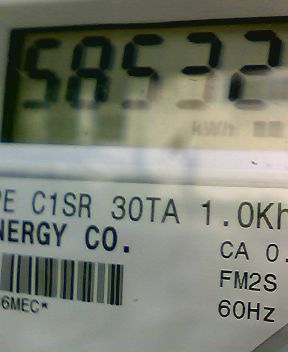 58532
kWh
PE C1SR 30TA 1.0Kh
NERGY CO.
CA 0.
FM2S
60Hz
6MEC*